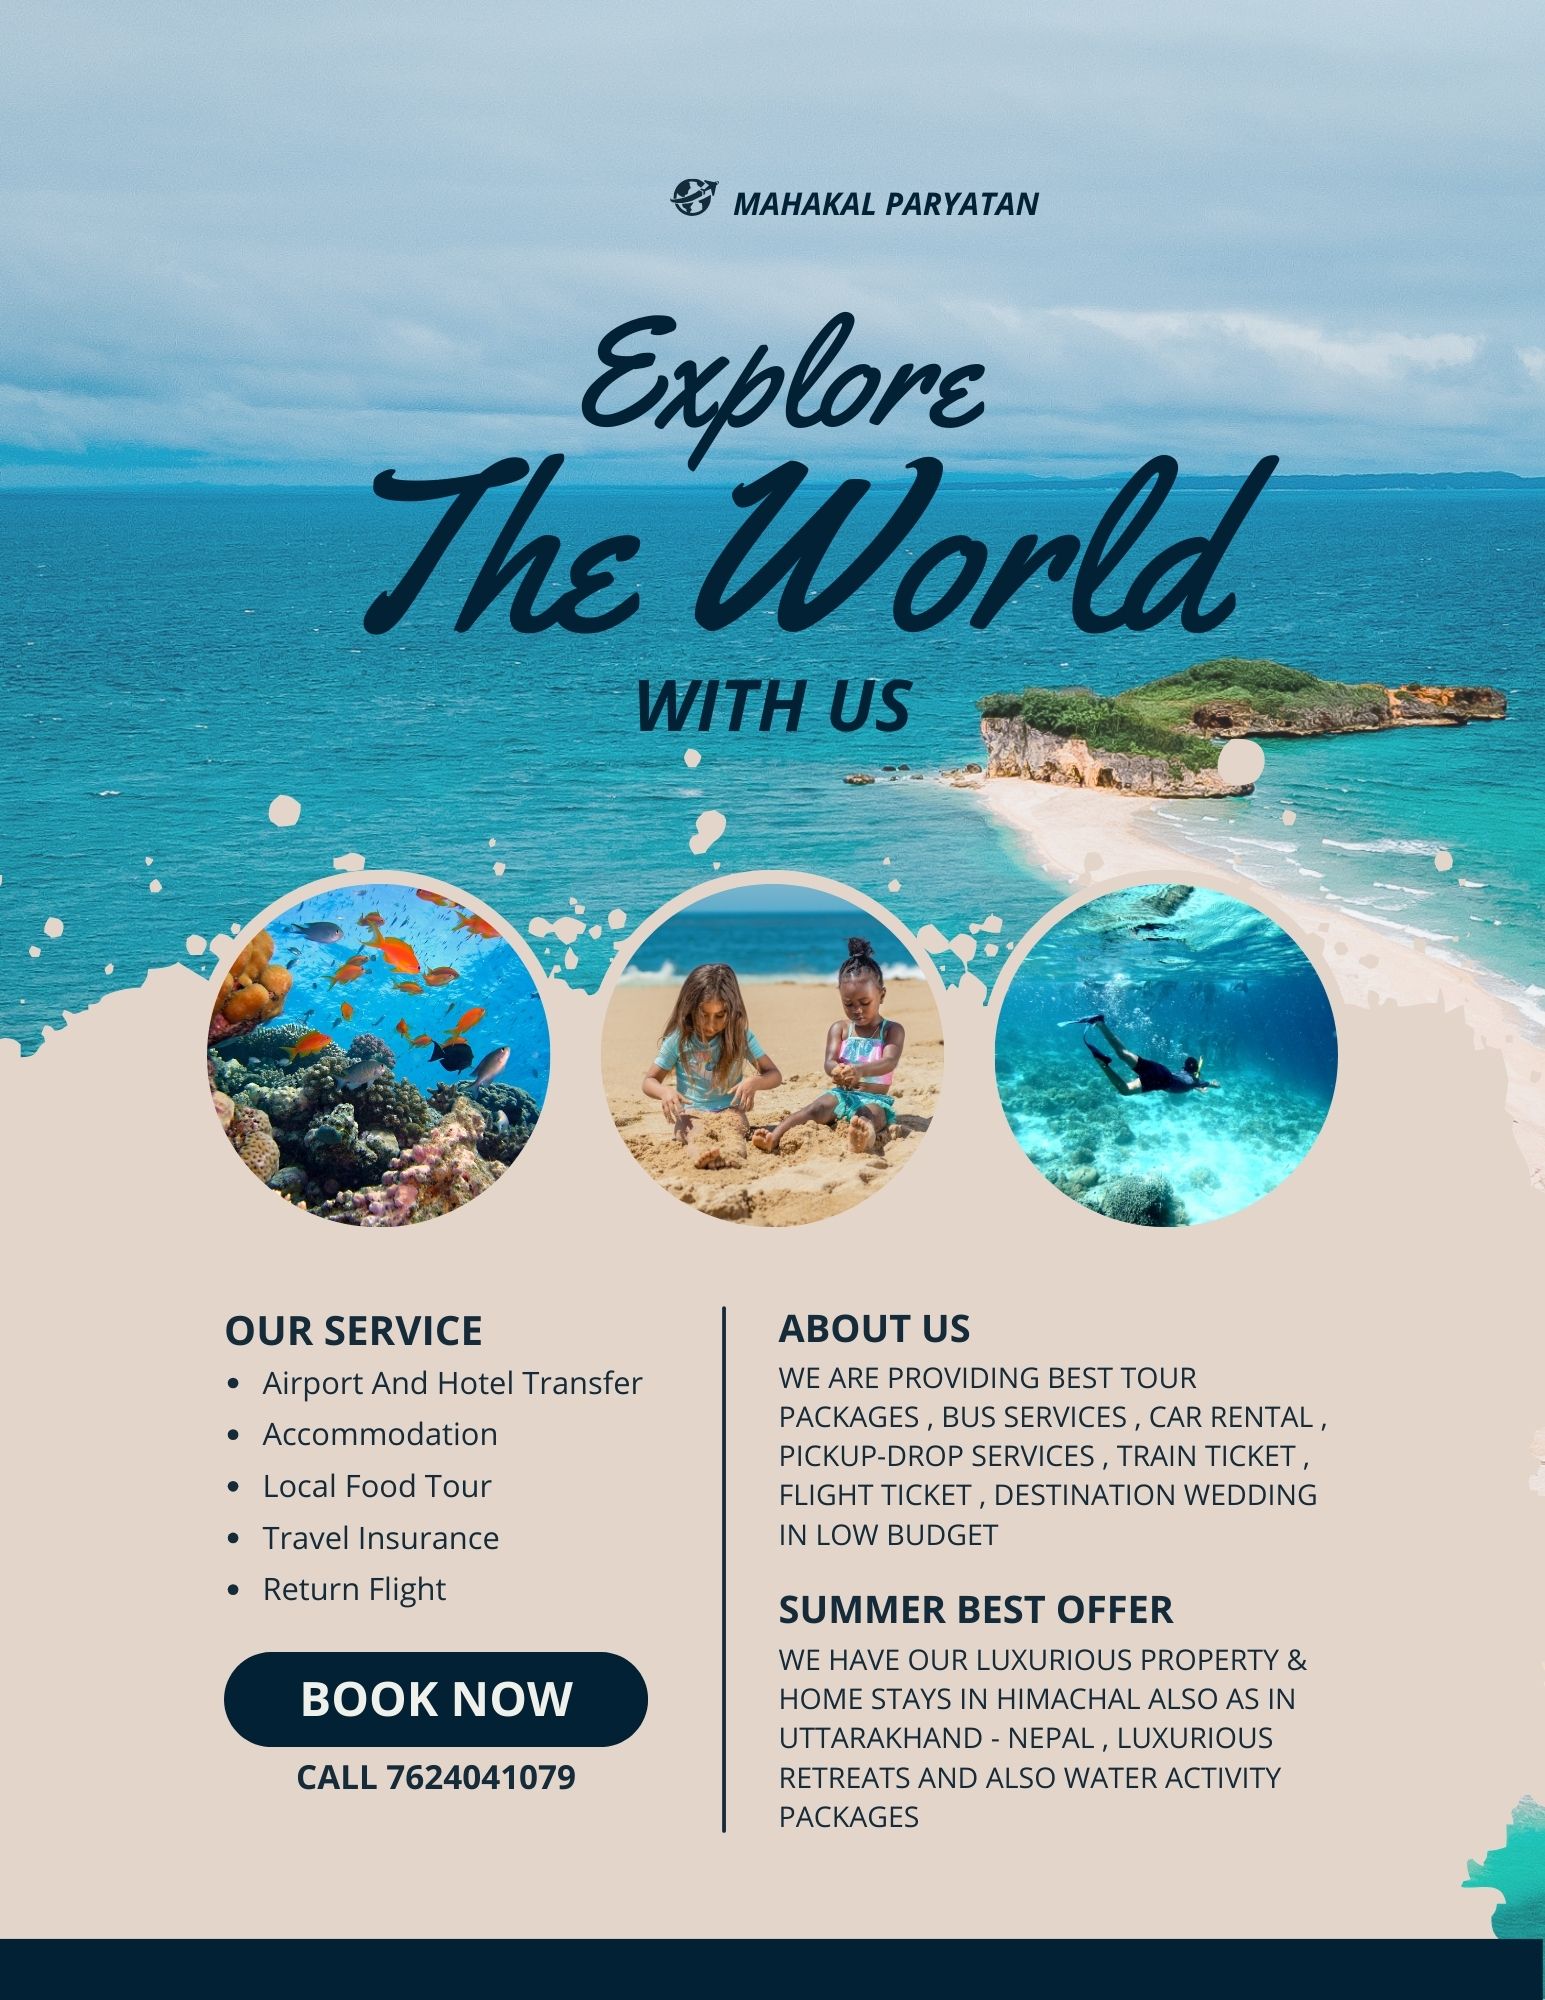 MAHAKAL PARYATAN
Explore
The World
WITH US
OUR SERVICE
• Airport And Hotel Transfer
• Accommodation
• Local Food Tour
• Travel Insurance
• Return Flight
BOOK NOW
CALL 7624041079
ABOUT US
WE ARE PROVIDING BEST TOUR
PACKAGES , BUS SERVICES , CAR RENTAL ,
PICKUP-DROP SERVICES , TRAIN TICKET ,
FLIGHT TICKET , DESTINATION WEDDING
IN LOW BUDGET
SUMMER BEST OFFER
WE HAVE OUR LUXURIOUS PROPERTY &
HOME STAYS IN HIMACHAL ALSO AS IN
UTTARAKHAND - NEPAL , LUXURIOUS
RETREATS AND ALSO WATER ACTIVITY
PACKAGES